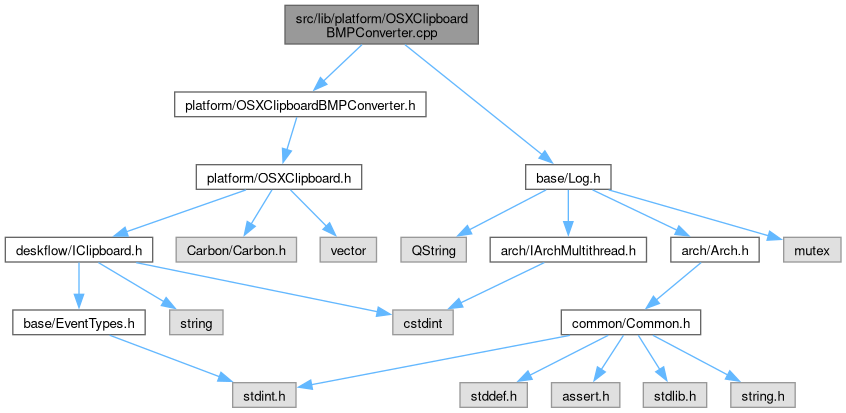 src/lib/platform/OSXClipboard
BMPConverter.cpp
platform/OSXClipboardBMPConverter.h
platform/OSXClipboard.h
base/Log.h
deskflow/IClipboard.h
Carbon/Carbon.h
vector
QString
arch/IArchMultithread.h
arch/Arch.h
mutex
base/EventTypes.h
string
cstdint
common/Common.h
stdint.h
stddef.h
assert.h
stdlib.h
string.h